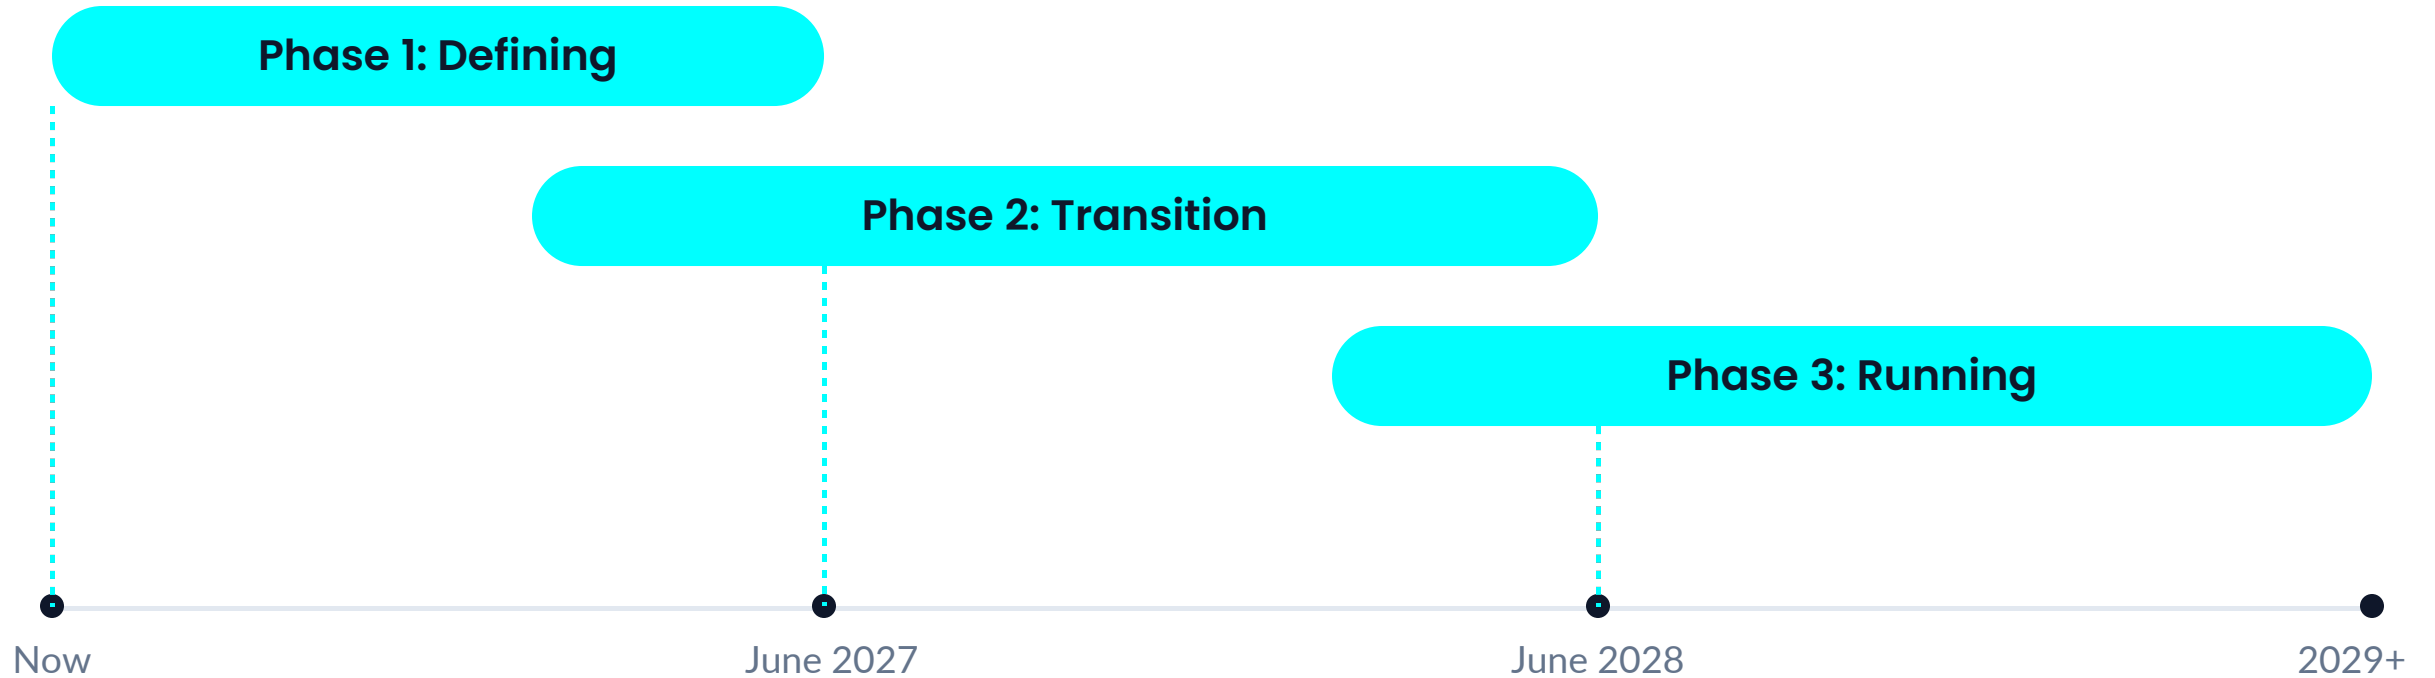 Phase 1: Defining
Phase 2: Transition
Phase 3: Running
Now
June 2027
June 2028
2029+